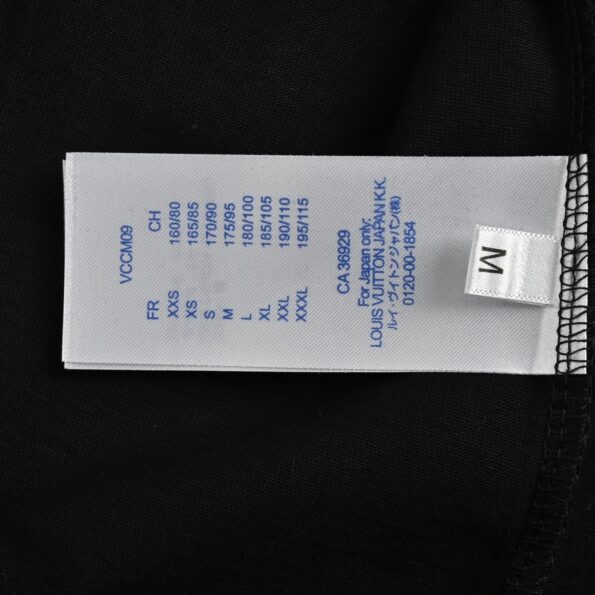 VCCM09
FR CH
XXS 160/80
XS 165/85
S 170/90
M 175/95
L 180/100
XL 185/105
XXL 190/110
XXXL 195/115
CA 36929
For Japan only:
LOUIS VUITTON JAPAN K.K.
ルイ・ヴィトン ジャパン(株)
0120-00-1854
M